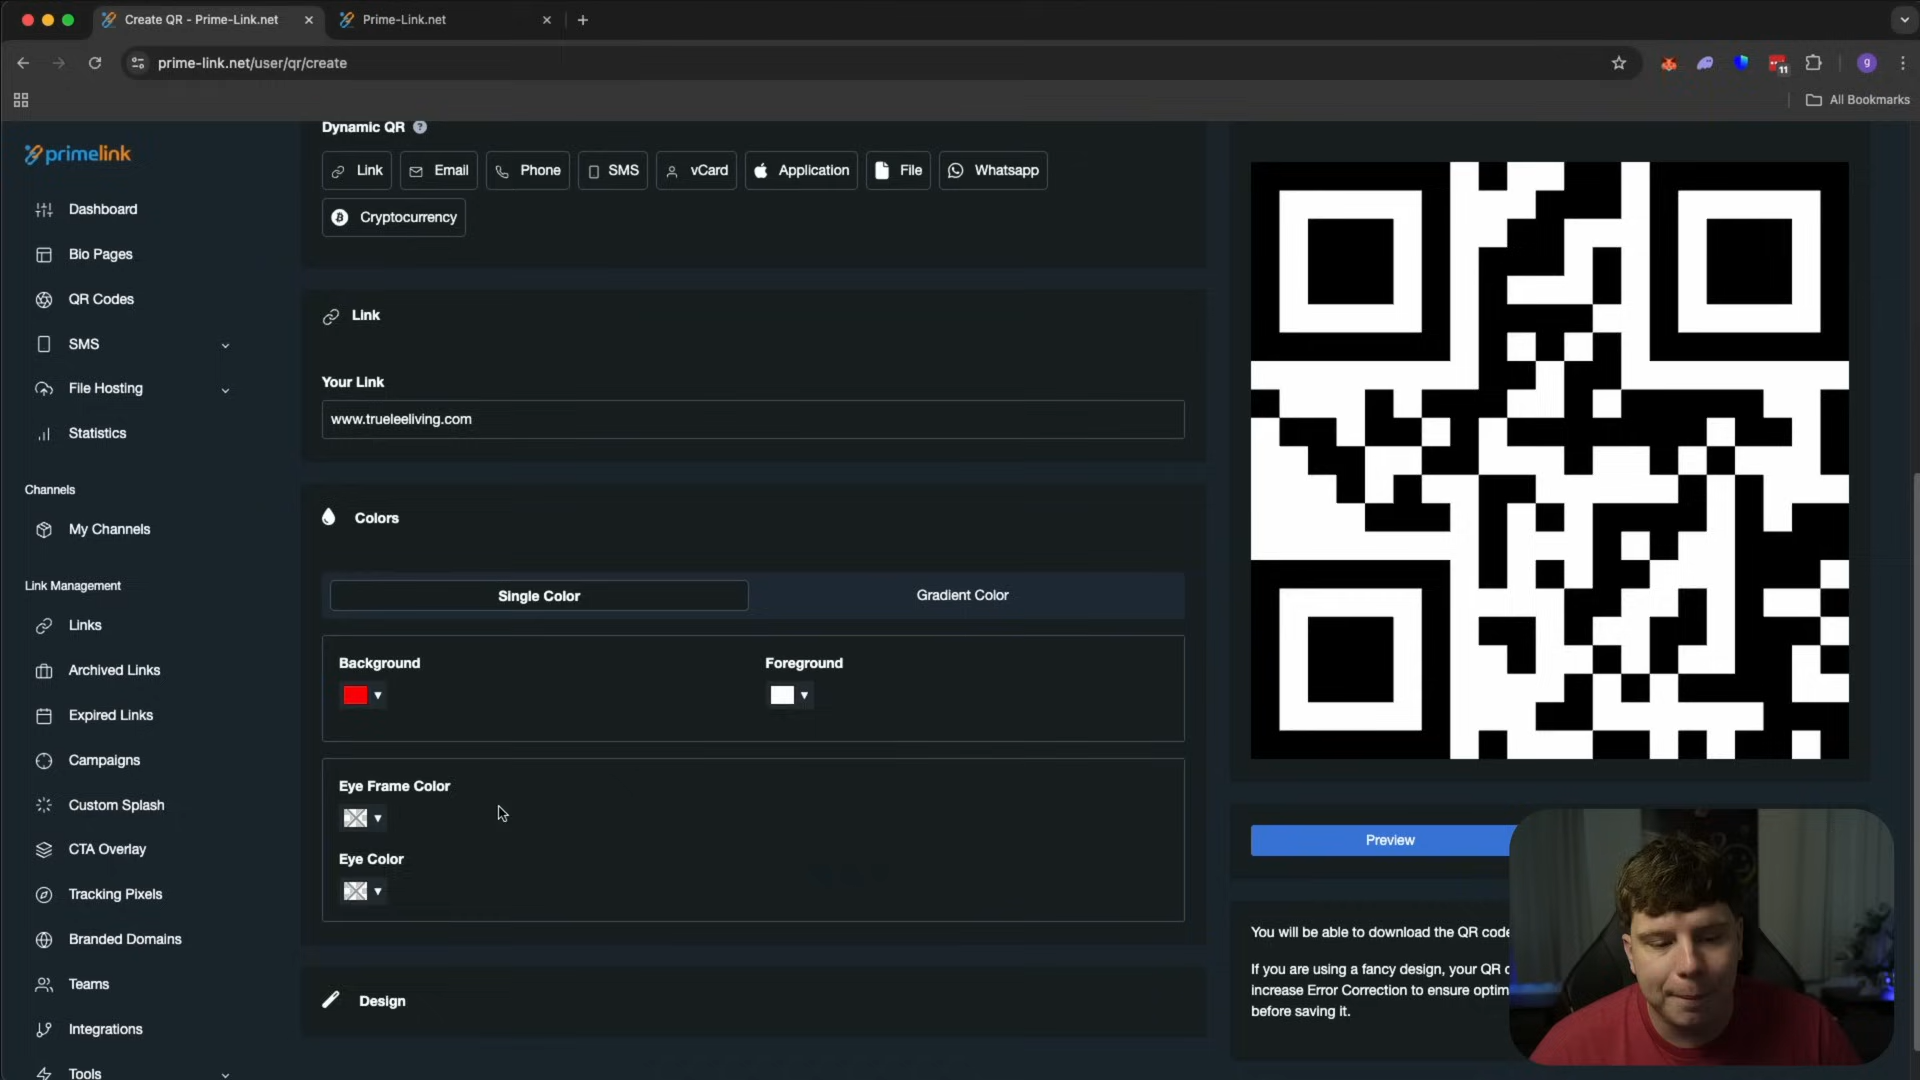 Create QR - Prime-Link.net
Prime-Link.net
prime-link.net/user/qr/create
11
g
All Bookmarks
primelink
Dashboard
Bio Pages
QR Codes
SMS
File Hosting
Statistics
Channels
My Channels
Link Management
Links
Archived Links
Expired Links
Campaigns
Custom Splash
CTA Overlay
Tracking Pixels
Branded Domains
Teams
Integrations
Tools
Dynamic QR ?
Link
Email
Phone
SMS
vCard
Application
File
Whatsapp
Cryptocurrency
Link
Your Link
www.trueleeliving.com
Colors
Single Color
Gradient Color
Background
Foreground
Eye Frame Color
Eye Color
Design
Preview
You will be able to download the QR code
If you are using a fancy design, your QR
increase Error Correction to ensure
before saving it.